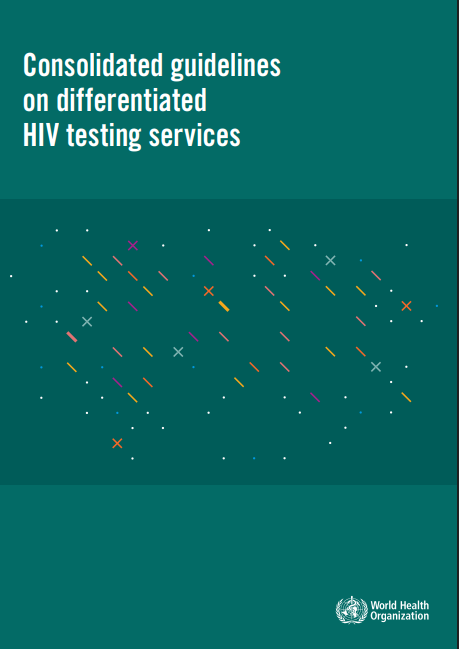 Consolidated guidelines
on differentiated
HIV testing services
World Health
Organization